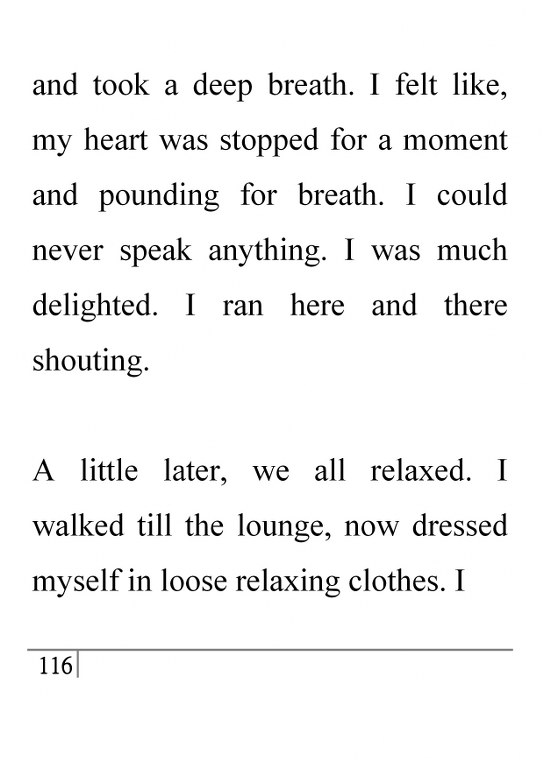 and took a deep breath. I felt like,
my heart was stopped for a moment
and pounding for breath. I could
never speak anything. I was much
delighted. I ran here and there
shouting.
A little later, we all relaxed. I
walked till the lounge, now dressed
myself in loose relaxing clothes. I
116